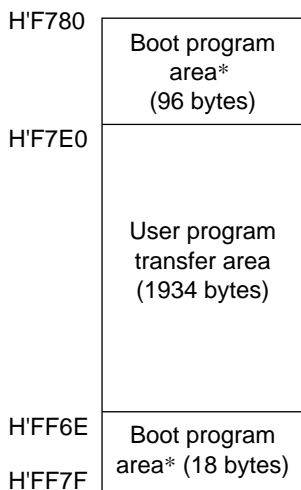 H'F780
Boot program
area*
(96 bytes)
H'F7E0
User program
transfer area
(1934 bytes)
H'FF6E
Boot program
area* (18 bytes)
H'FF7F